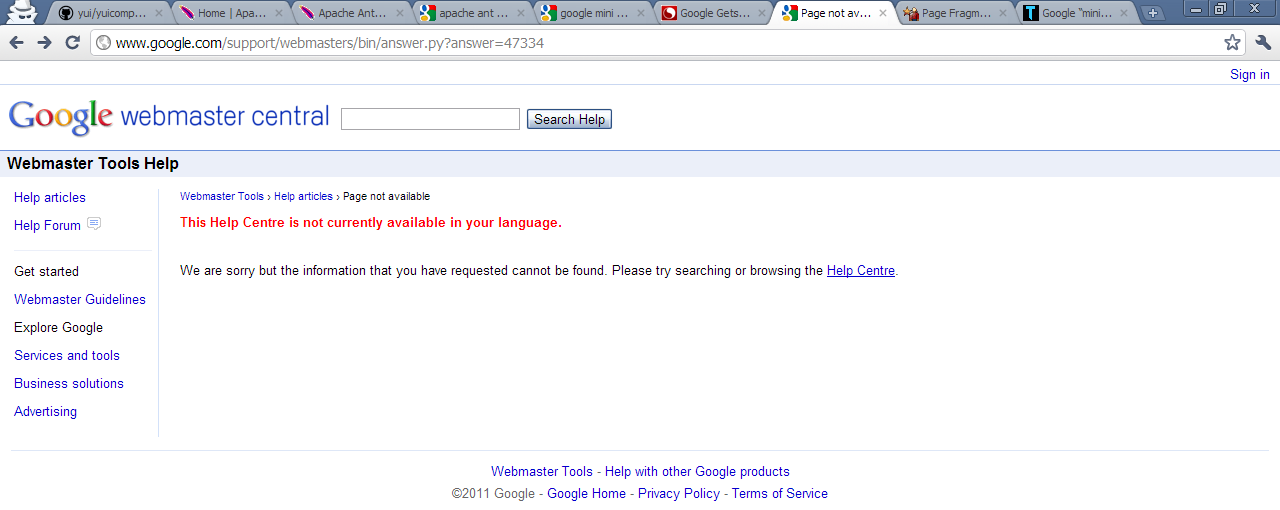 yui/yuicomp... Home | Apa... Apache Ant... apache ant ... google mini ... Google Gets... Page not av... Page Fragm... Google "mini...
www.google.com/support/webmasters/bin/answer.py?answer=47334
Sign in
Google webmaster central Search Help
Webmaster Tools Help
Help articles
Help Forum
Get started
Webmaster Guidelines
Explore Google
Services and tools
Business solutions
Advertising
Webmaster Tools › Help articles › Page not available
This Help Centre is not currently available in your language.
We are sorry but the information that you have requested cannot be found. Please try searching or browsing the Help Centre.
Webmaster Tools - Help with other Google products
©2011 Google - Google Home - Privacy Policy - Terms of Service